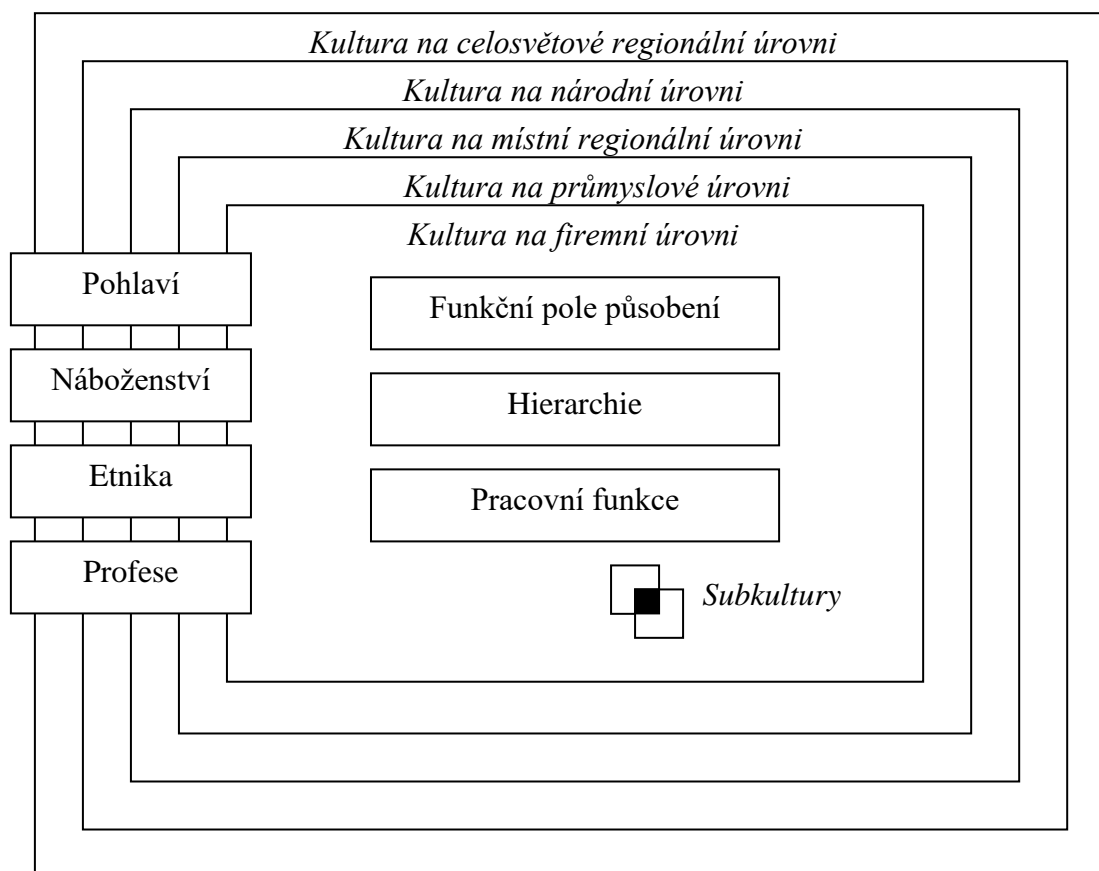 Kultura na celosvětové regionální úrovni
Kultura na národní úrovni
Kultura na místní regionální úrovni
Kultura na průmyslové úrovni
Kultura na firemní úrovni
Pohlaví
Náboženství
Etnika
Profese
Funkční pole působení
Hierarchie
Pracovní funkce
Subkultury